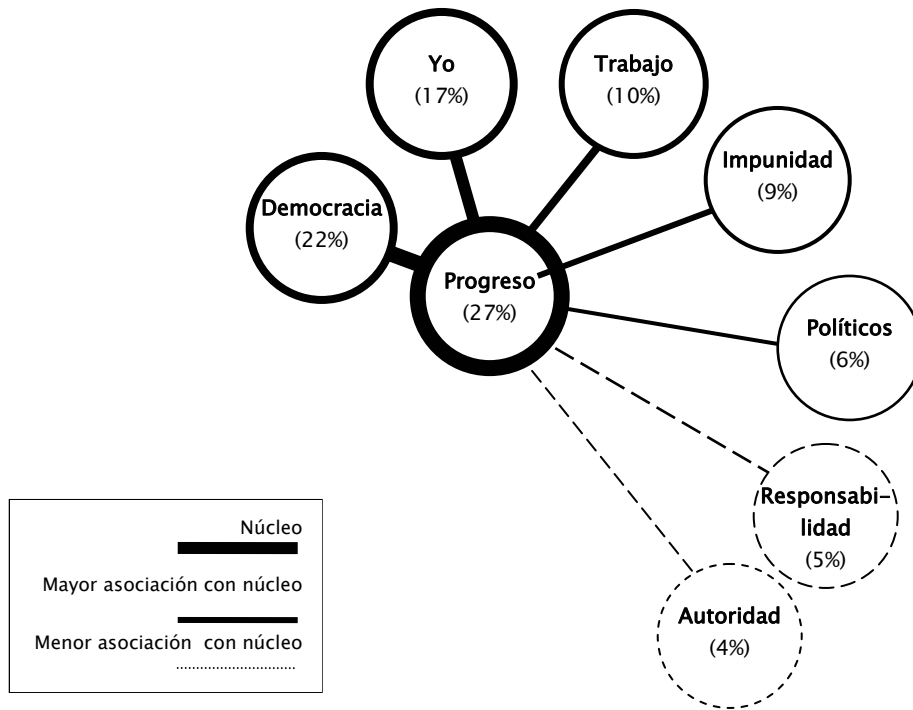 Yo
(17%)
Trabajo
(10%)
Impunidad
(9%)
Democracia
(22%)
Progreso
(27%)
Políticos
(6%)
Responsabi-
lidad
(5%)
Autoridad
(4%)
Núcleo
Mayor asociación con núcleo
Menor asociación con núcleo